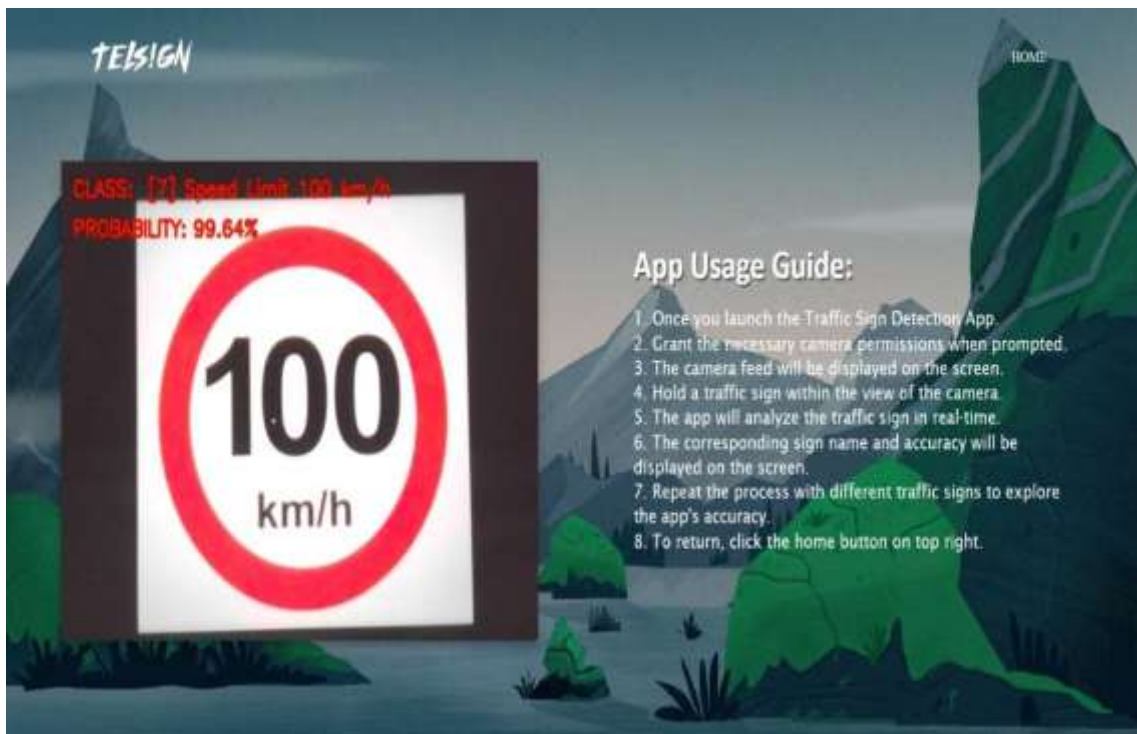 TELSIGN
HOME
CLASS: [7] Speed Limit 100 km/h
PROBABILITY: 99.64%
100
km/h
App Usage Guide:
1. Once you launch the Traffic Sign Detection App.
2. Grant the necessary camera permissions when prompted.
3. The camera feed will be displayed on the screen.
4. Hold a traffic sign within the view of the camera.
5. The app will analyze the traffic sign in real-time.
6. The corresponding sign name and accuracy will be
displayed on the screen.
7. Repeat the process with different traffic signs to explore
the app's accuracy.
8. To return, click the home button on top right.